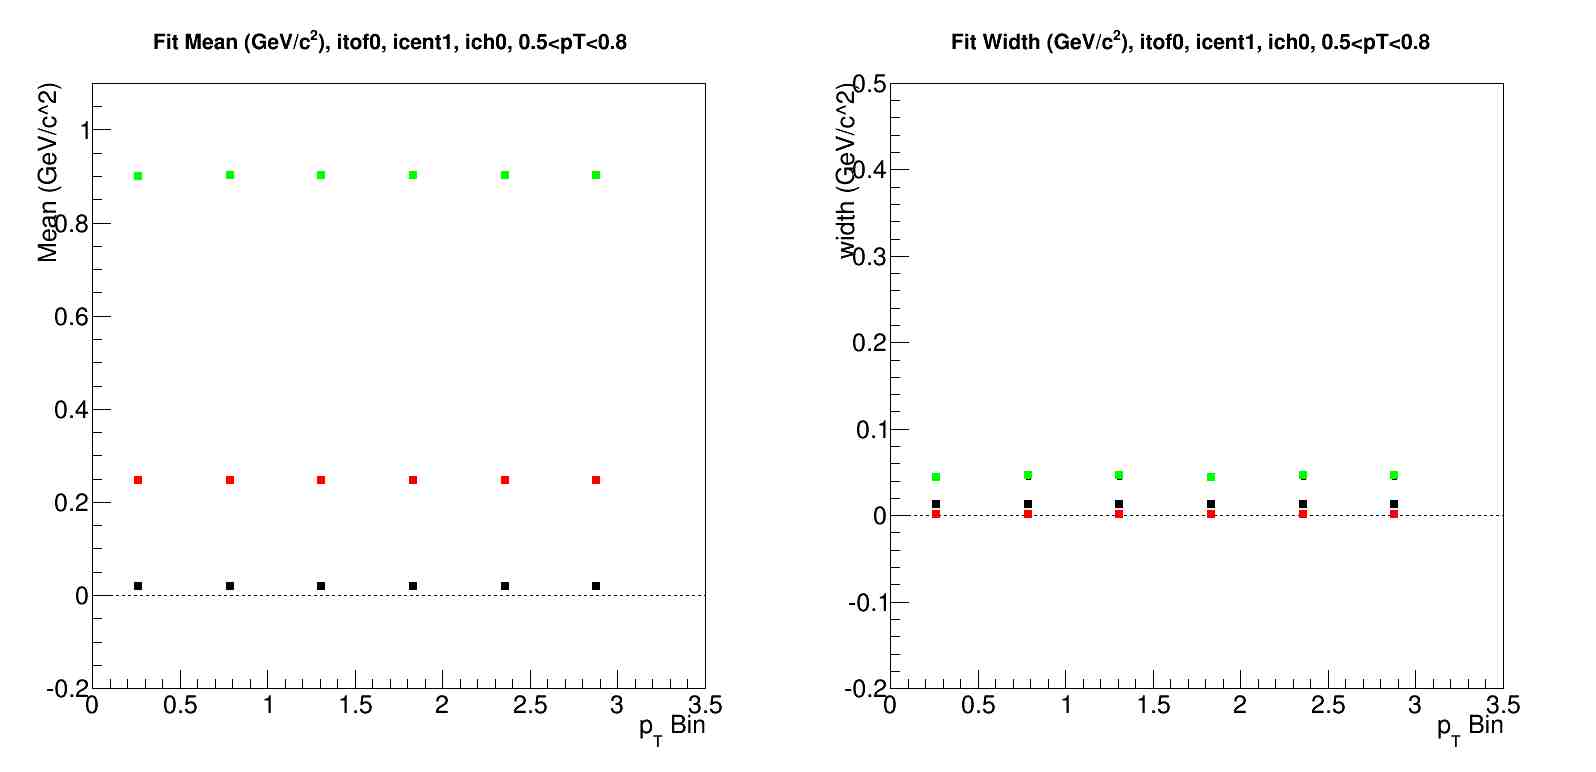 Fit Mean (GeV/c²), itof0, icent1, ich0, 0.5<pT<0.8
Mean (GeV/c^2)
1
0.8
0.6
0.4
0.2
0
-0.2
0 0.5 1 1.5 2 2.5 3 3.5
p_T Bin
Fit Width (GeV/c²), itof0, icent1, ich0, 0.5<pT<0.8
width (GeV/c^2)
0.5
0.4
0.3
0.2
0.1
0
-0.1
-0.2
0 0.5 1 1.5 2 2.5 3 3.5
p_T Bin